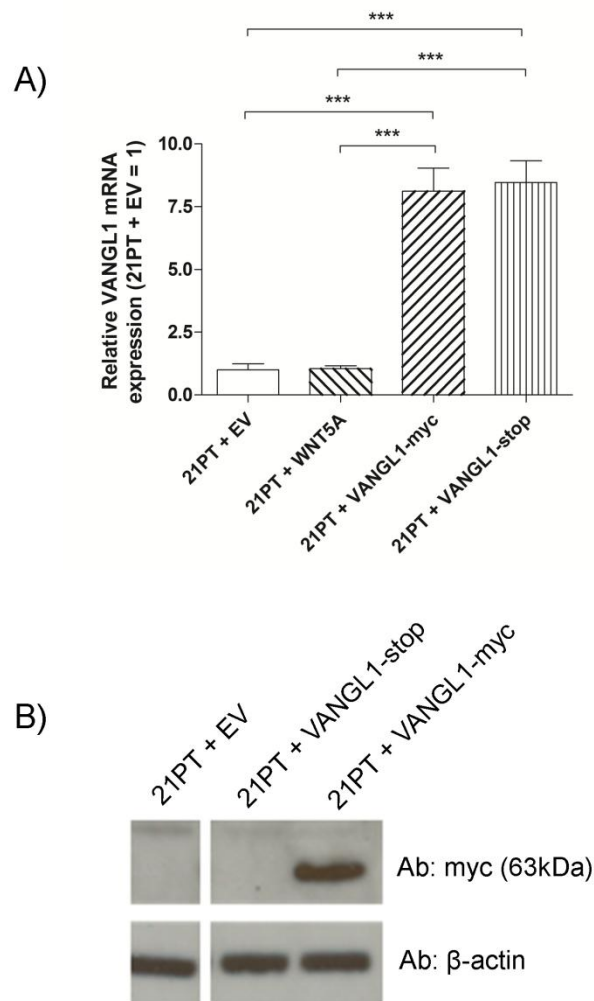 A)
***
***
***
***
Relative VANGL1 mRNA
expression (21PT + EV = 1)
10.0
7.5
5.0
2.5
0.0
21PT + EV
21PT + WNT5A
21PT + VANGL1-myc
21PT + VANGL1-stop
B)
21PT + EV
21PT + VANGL1-stop
21PT + VANGL1-myc
Ab: myc (63kDa)
Ab: β-actin